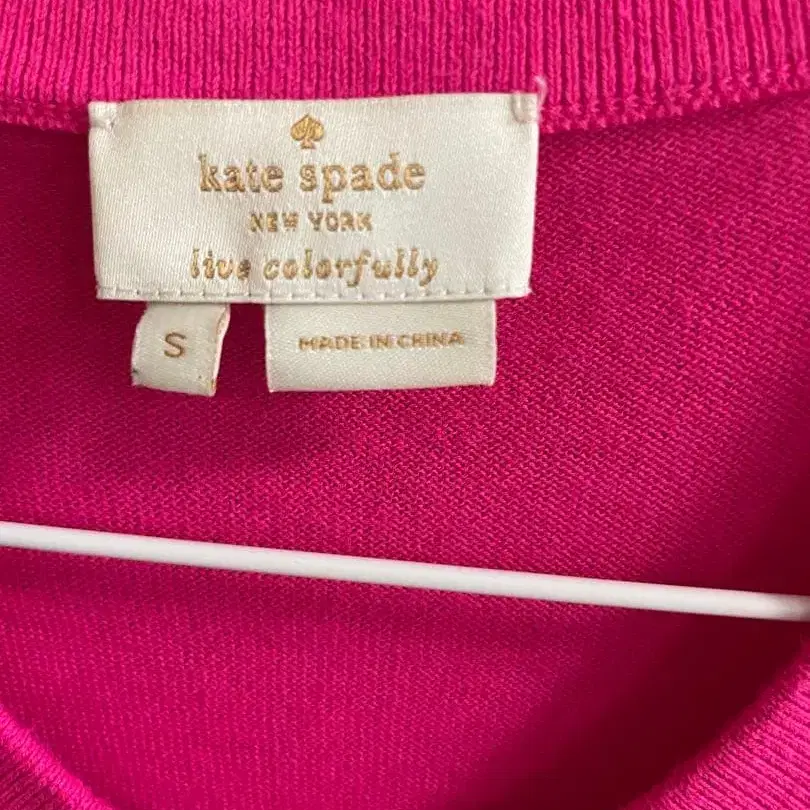 kate spade
NEW YORK
live colorfully
S
MADE IN CHINA